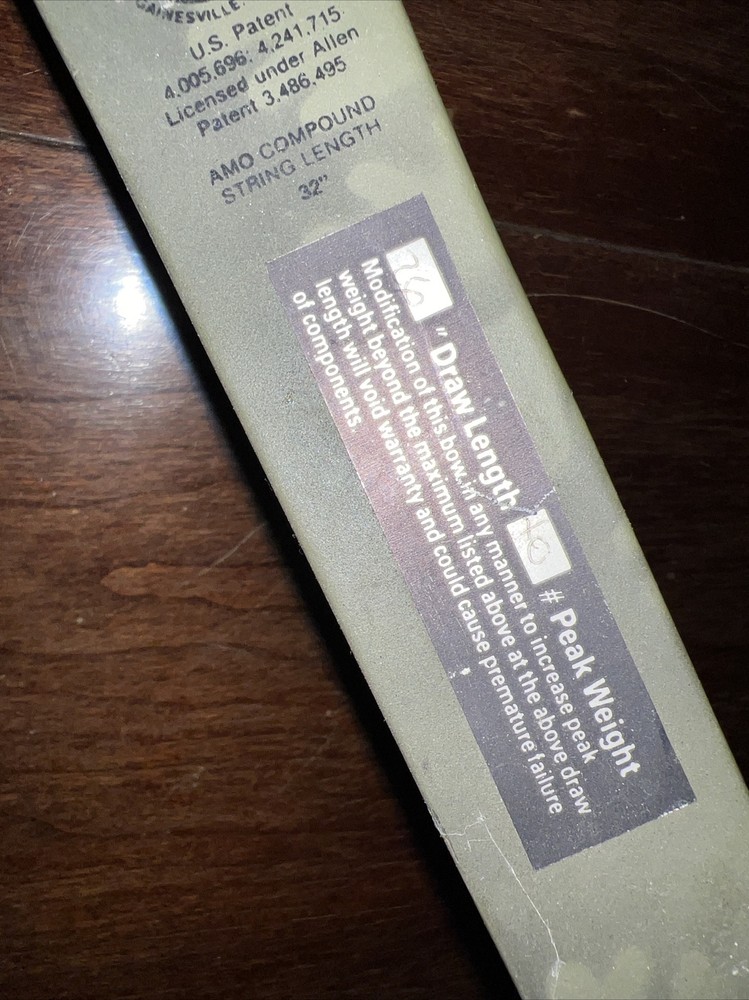 GAINESVILLE.
U.S. Patent
4,005,696; 4,241,715
Licensed under Allen
Patent 3,486,495
AMO COMPOUND
STRING LENGTH
32"
" Draw Length # Peak Weight
Modification of this bow in any manner to increase peak
weight beyond the maximum listed above at the above draw
length will void warranty and could cause premature failure
of components